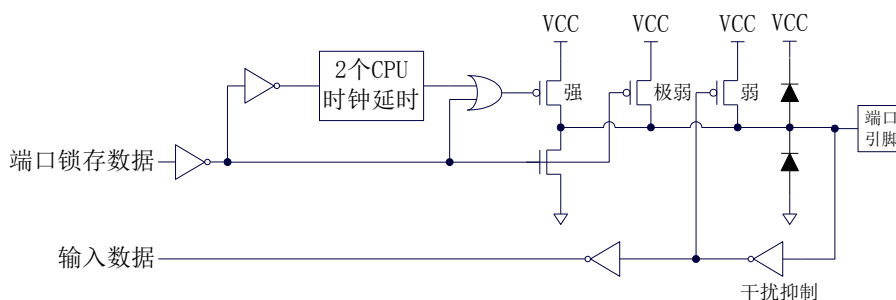 VCC VCC VCC VCC
2个CPU
时钟延时
强
极弱
弱
端口
引脚
端口锁存数据
输入数据
干扰抑制